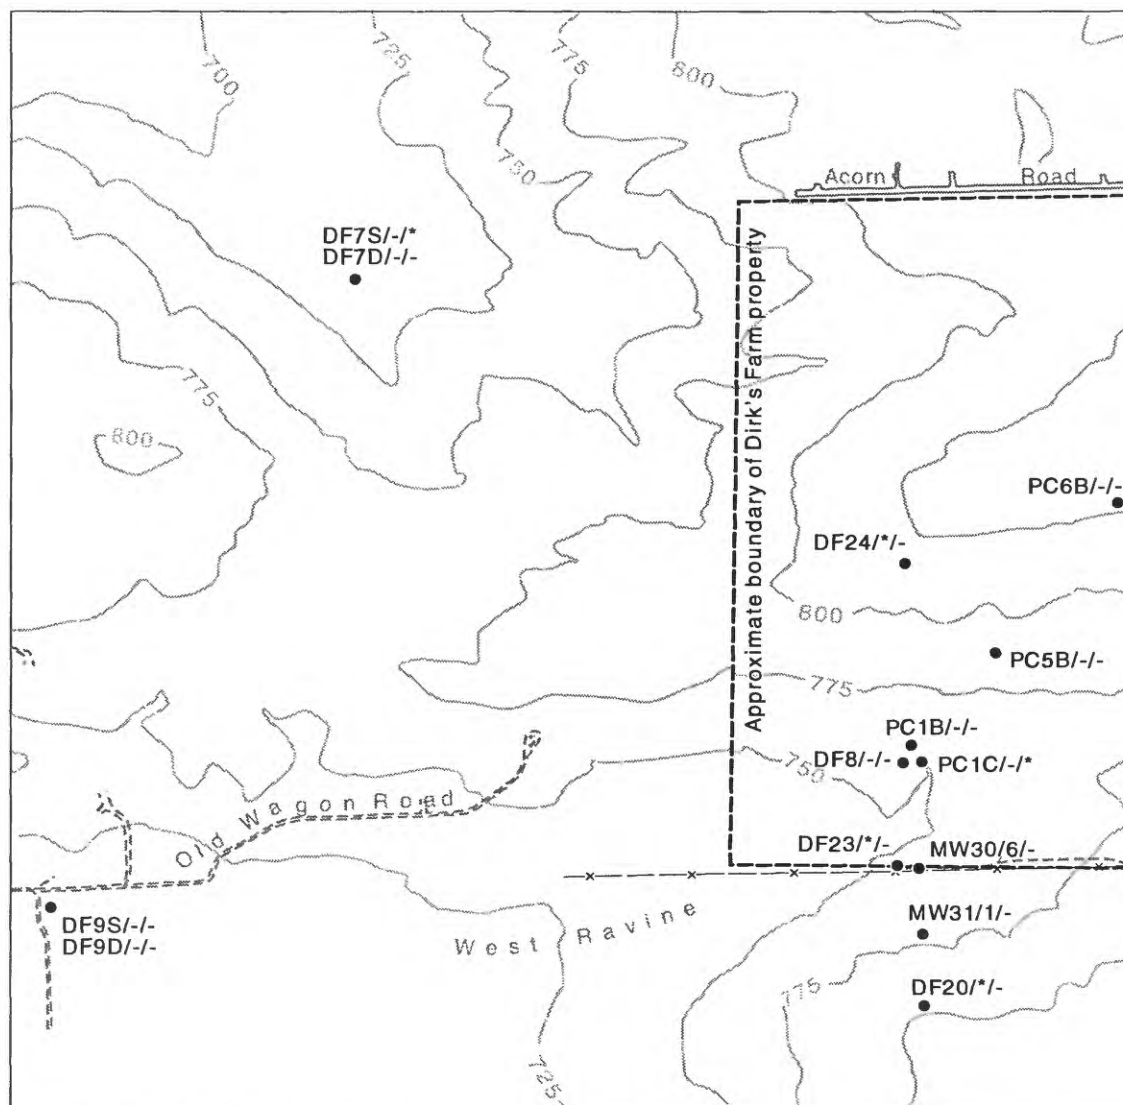 700
725
775
800
750
Acorn Road
DF7S/-/*
DF7D/-/-
Approximate boundary of Dirk's Farm property
775
800
PC6B/-/-
DF24/*/-
800
PC5B/-/-
775
PC1B/-/-
DF8/-/-
PC1C/-/*
750
Old Wagon Road
DF23/*/-
MW30/6/-
DF9S/-/-
DF9D/-/-
West Ravine
MW31/1/-
775
DF20/*/-
725